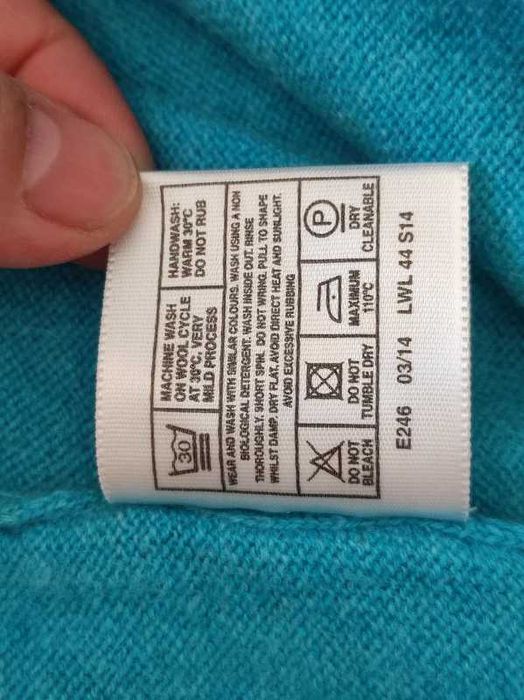 30
MACHINE WASH
ON WOOL CYCLE
AT 30°C, VERY
MILD PROCESS
HANDWASH:
WARM 30°C
DO NOT RUB
WEAR AND WASH WITH SIMILAR COLOURS. WASH USING A NON
BIOLOGICAL DETERGENT. WASH INSIDE OUT. RINSE
THOROUGHLY. SHORT SPIN. DO NOT WRING. PULL TO SHAPE
WHILST DAMP. DRY FLAT. AVOID DIRECT HEAT AND SUNLIGHT.
AVOID EXCESSIVE RUBBING
DO NOT
BLEACH
DO NOT
TUMBLE DRY
MAXIMUM
110°C
P
DRY
CLEANABLE
E246 03/14 LWL 44 S14